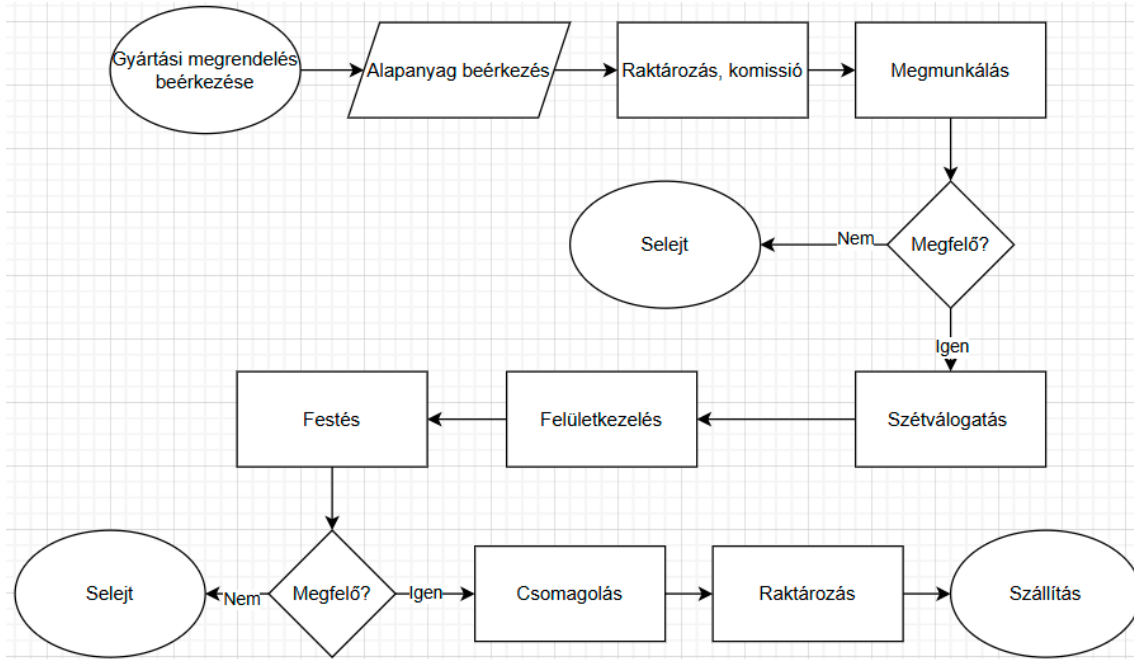 Gyártási megrendelés
beérkezése
Alapanyag beérkezés
Raktározás, komissió
Megmunkálás
Selejt
Nem
Megfelő?
Igen
Festés
Felületkezelés
Szétválogatás
Selejt
Nem
Megfelő?
Igen
Csomagolás
Raktározás
Szállítás